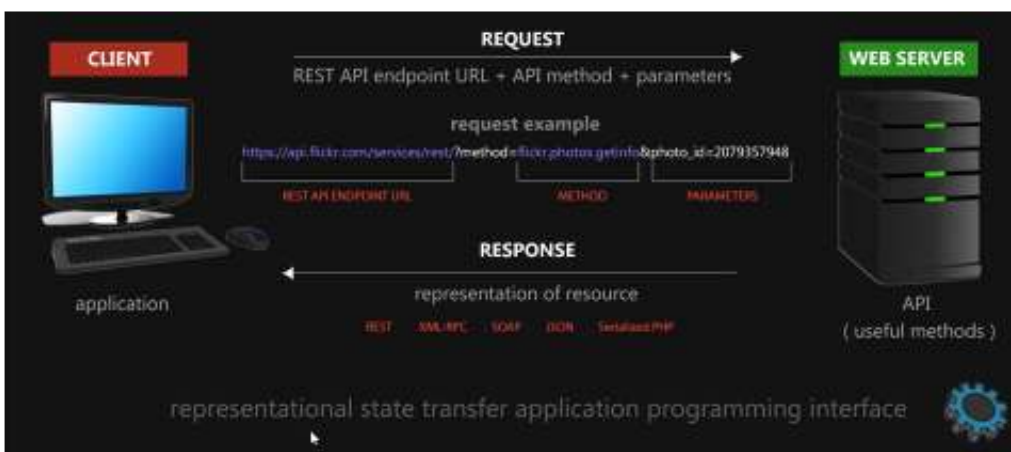 CLIENT
REQUEST
WEB SERVER
REST API endpoint URL + API method + parameters
request example
https://api.flickr.com/services/rest/?method=flickr.photos.getInfo&photo_id=2079357948
REST API ENDPOINT URL
METHOD
PARAMETERS
RESPONSE
representation of resource
application
API
( useful methods )
REST XML-RPC SOAP JSON Serialized PHP
representational state transfer application programming interface